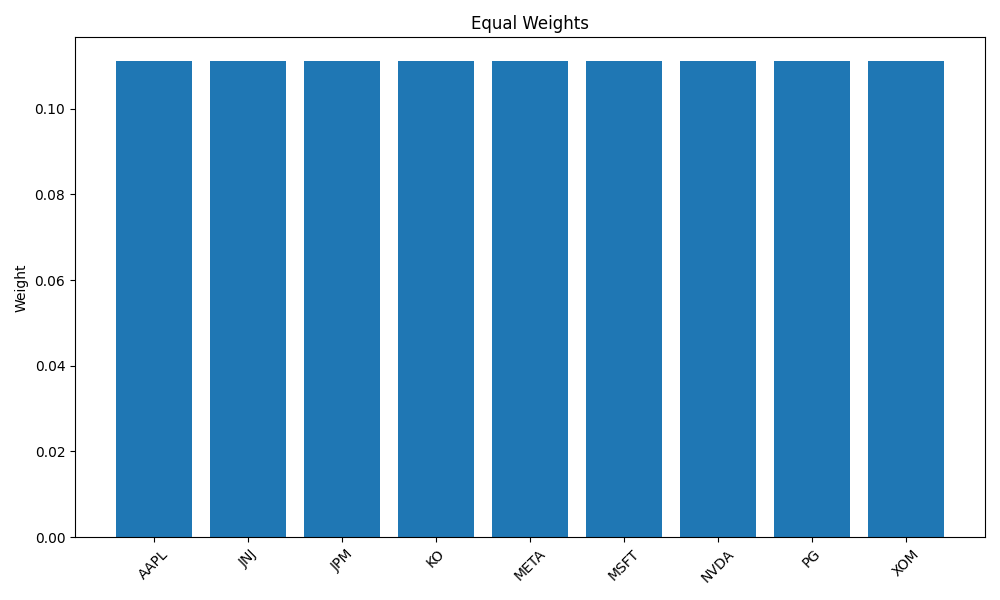 Equal Weights
Weight
0.10
0.08
0.06
0.04
0.02
0.00
AAPL
JNJ
JPM
KO
META
MSFT
NVDA
PG
XOM